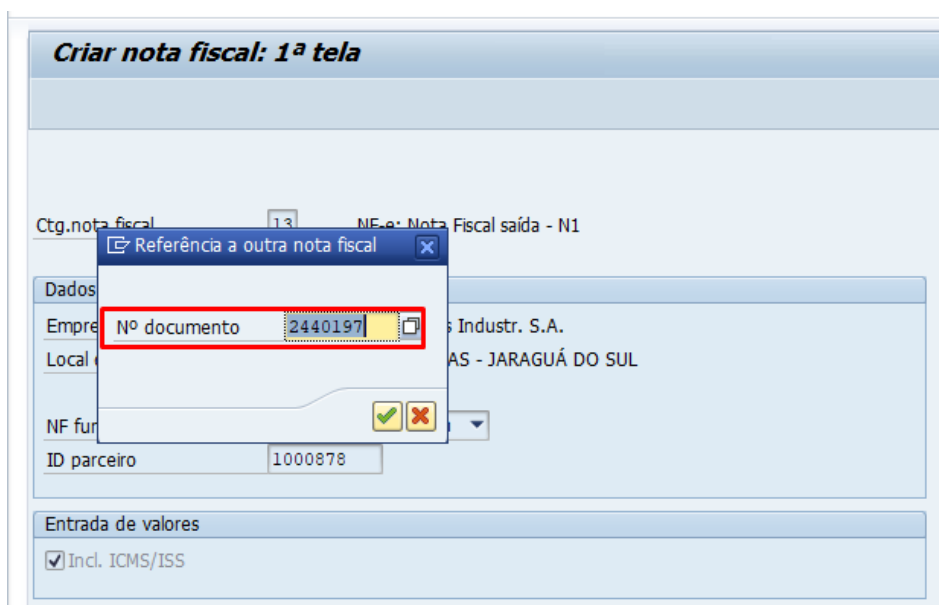 Criar nota fiscal: 1ª tela
Ctg.nota fiscal 13 NF-e: Nota Fiscal saída - N1
Referência a outra nota fiscal
Dados
Nº documento 2440197
Industr. S.A.
Local
AS - JARAGUÁ DO SUL
NF
ID parceiro 1000878
Entrada de valores
Incl. ICMS/ISS